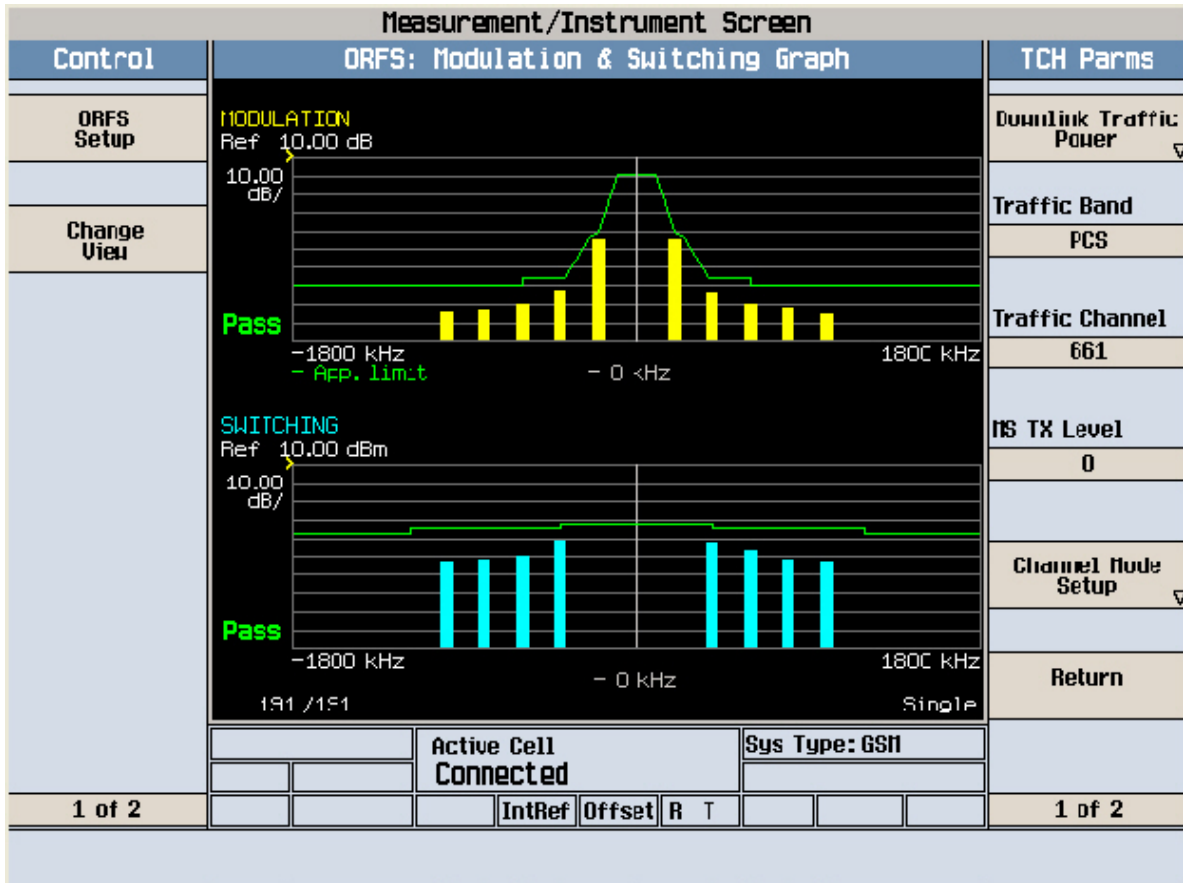 Measurement/Instrument Screen
Control
ORFS: Modulation & Switching Graph
TCH Parms
ORFS
Setup
Change
View
1 of 2
MODULATION
Ref 10.00 dB
10.00
dB/
Pass
-1800 kHz
1800 kHz
- App. limit
- 0 kHz
SWITCHING
Ref 10.00 dBm
10.00
dB/
Pass
-1800 kHz
1800 kHz
- 0 kHz
Single
Active Cell
Connected
Sys Type: GSM
IntRef
Offset
R T
Downlink Traffic
Power
Traffic Band
PCS
Traffic Channel
661
MS TX Level
0
Channel Mode
Setup
Return
1 of 2